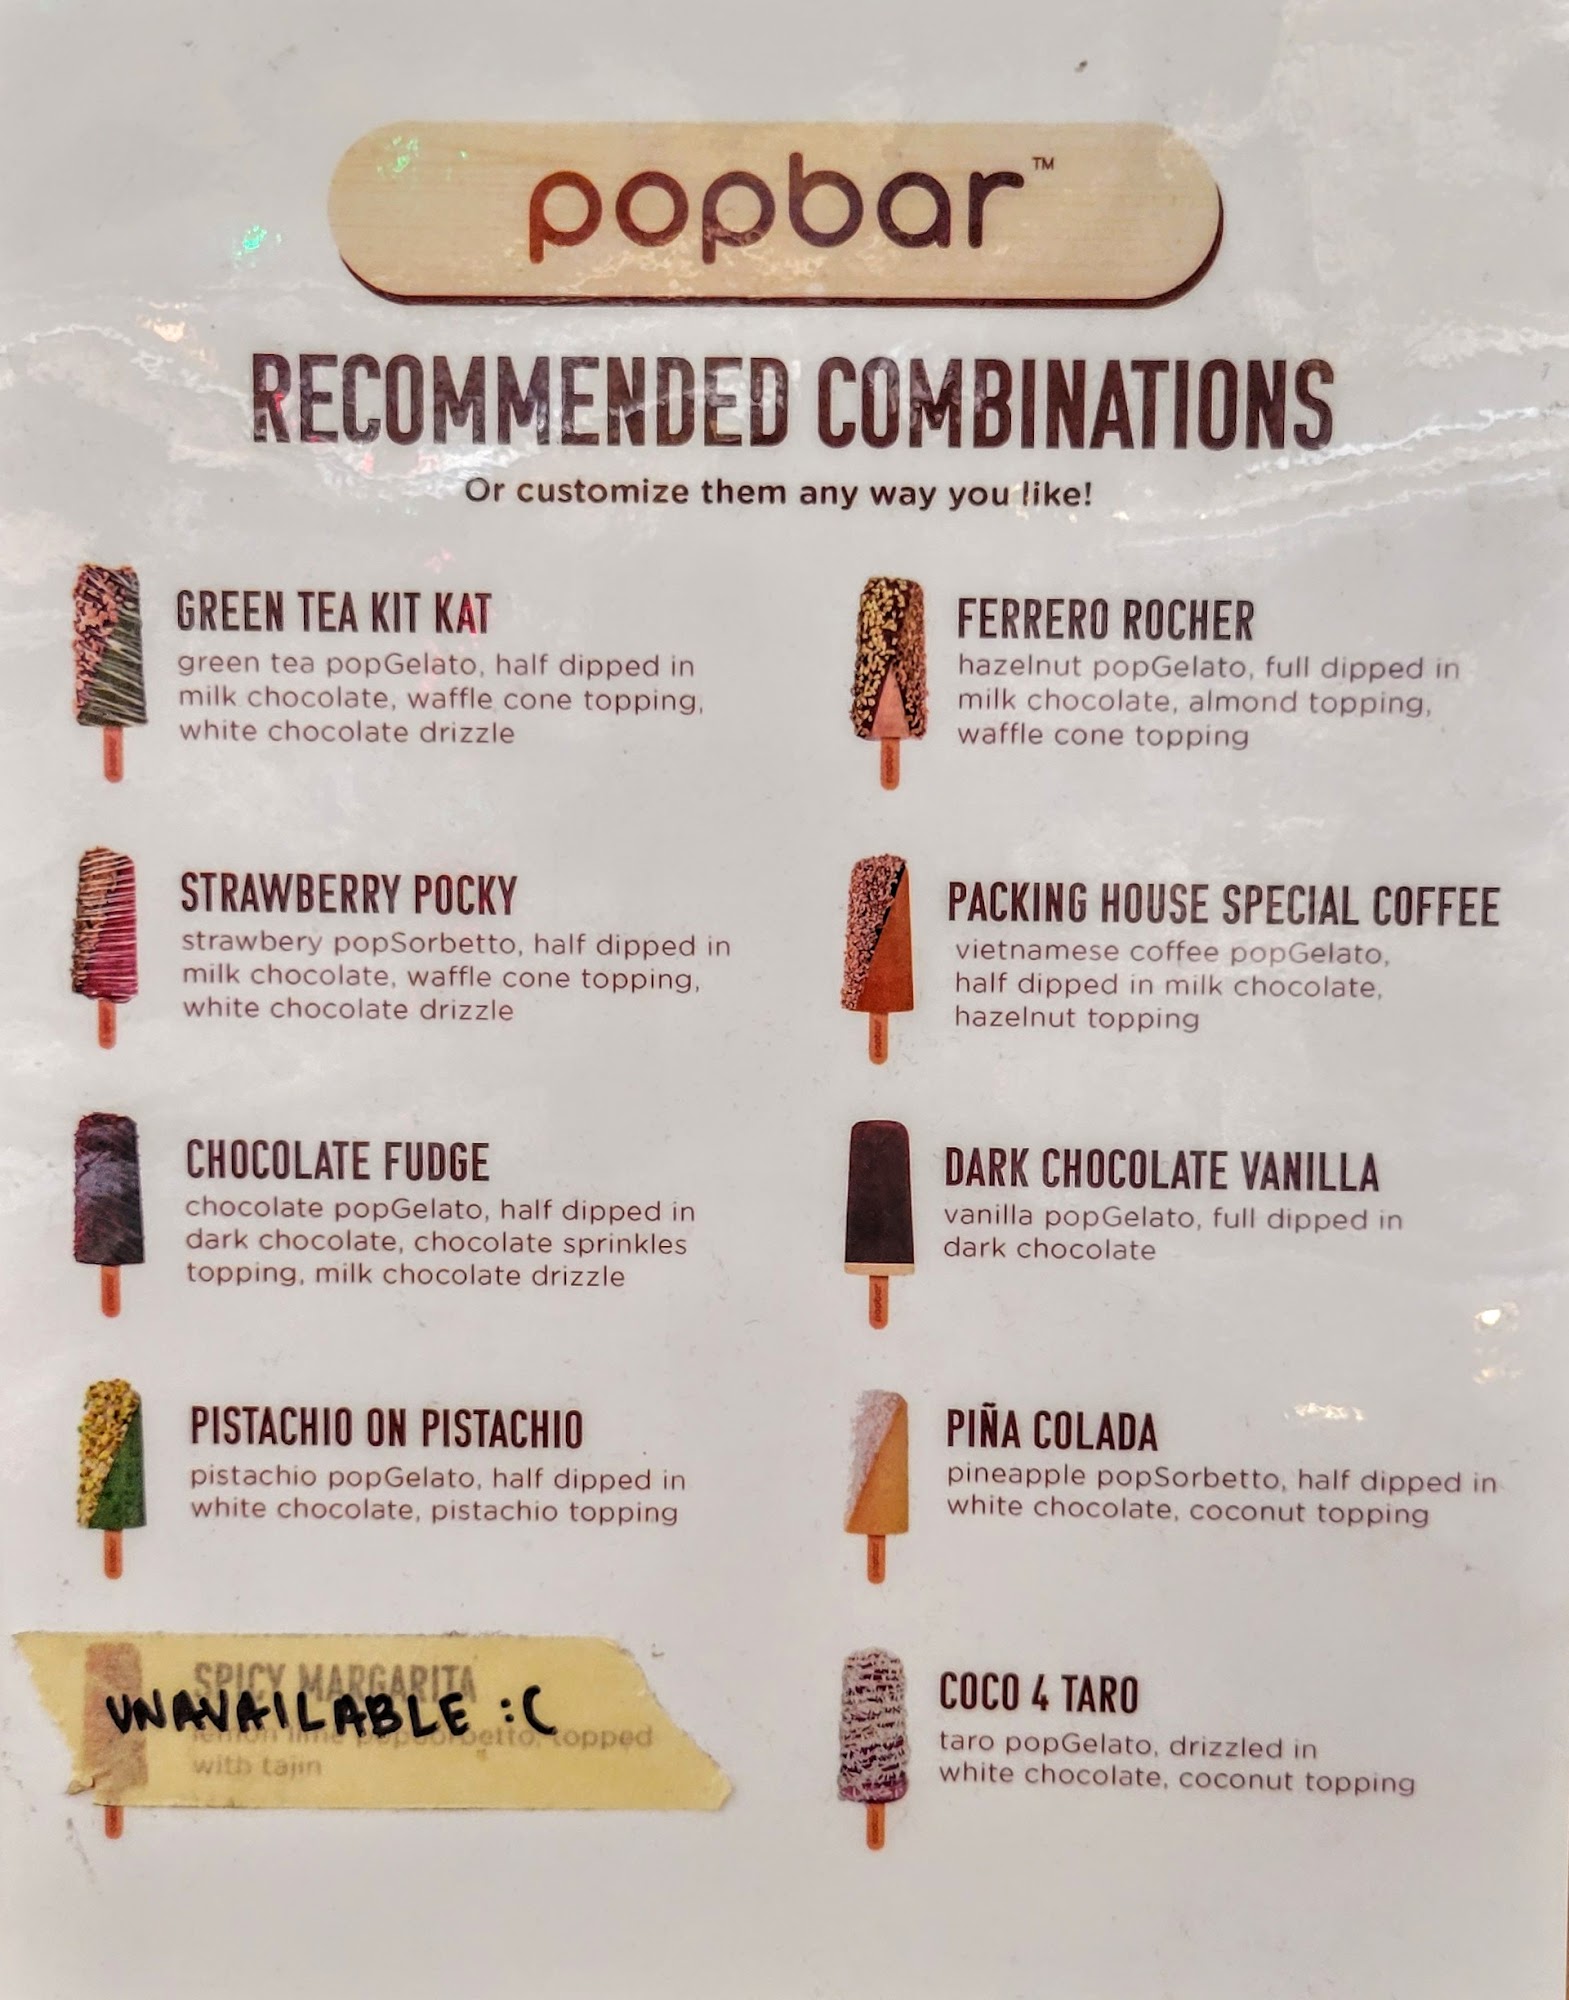 popbar™
RECOMMENDED COMBINATIONS
Or customize them any way you like!
GREEN TEA KIT KAT
green tea popGelato, half dipped in
milk chocolate, waffle cone topping,
white chocolate drizzle
STRAWBERRY POCKY
strawbery popSorbetto, half dipped in
milk chocolate, waffle cone topping,
white chocolate drizzle
CHOCOLATE FUDGE
chocolate popGelato, half dipped in
dark chocolate, chocolate sprinkles
topping, milk chocolate drizzle
PISTACHIO ON PISTACHIO
pistachio popGelato, half dipped in
white chocolate, pistachio topping
SPICY MARGARITA
UNAVAILABLE :C
lemon lime popSorbetto, topped
with tajin
FERRERO ROCHER
hazelnut popGelato, full dipped in
milk chocolate, almond topping,
waffle cone topping
PACKING HOUSE SPECIAL COFFEE
vietnamese coffee popGelato,
half dipped in milk chocolate,
hazelnut topping
DARK CHOCOLATE VANILLA
vanilla popGelato, full dipped in
dark chocolate
PIÑA COLADA
pineapple popSorbetto, half dipped in
white chocolate, coconut topping
COCO 4 TARO
taro popGelato, drizzled in
white chocolate, coconut topping